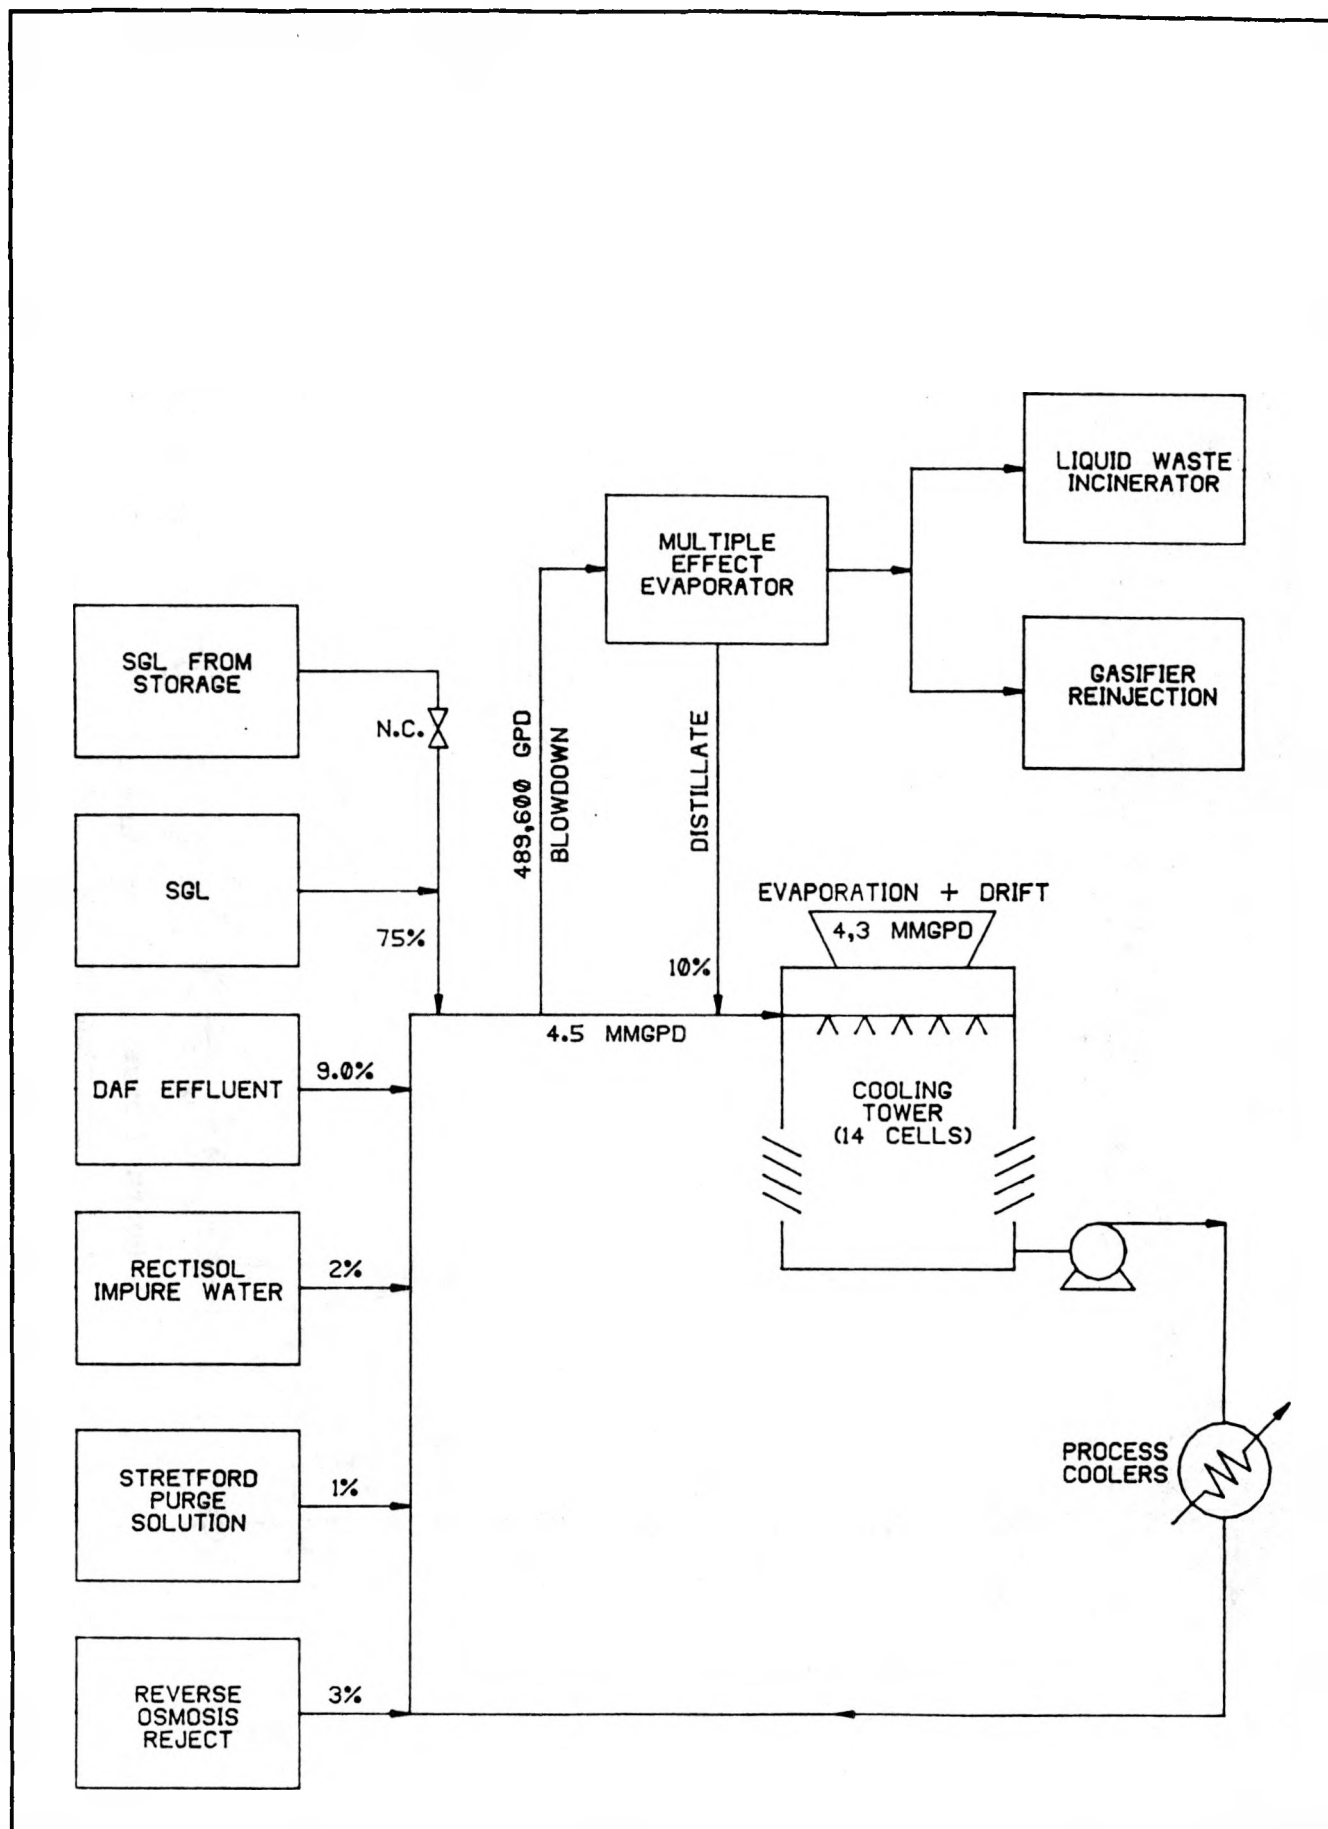 LIQUID WASTE
INCINERATOR
MULTIPLE
EFFECT
EVAPORATOR
SGL FROM
STORAGE
GASIFIER
REINJECTION
N.C.
489,600 GPD
BLOWDOWN
DISTILLATE
SGL
75%
EVAPORATION + DRIFT
4,3 MMGPD
10%
4.5 MMGPD
DAF EFFLUENT
9.0%
COOLING
TOWER
(14 CELLS)
RECTISOL
IMPURE WATER
2%
PROCESS
COOLERS
STRETFORD
PURGE
SOLUTION
1%
REVERSE
OSMOSIS
REJECT
3%